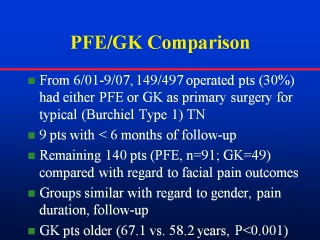 PFE/GK Comparison
From 6/01-9/07, 149/497 operated pts (30%)
had either PFE or GK as primary surgery for
typical (Burchiel Type 1) TN
9 pts with < 6 months of follow-up
Remaining 140 pts (PFE, n=91; GK=49)
compared with regard to facial pain outcomes
Groups similar with regard to gender, pain
duration, follow-up
GK pts older (67.1 vs. 58.2 years, P<0.001)